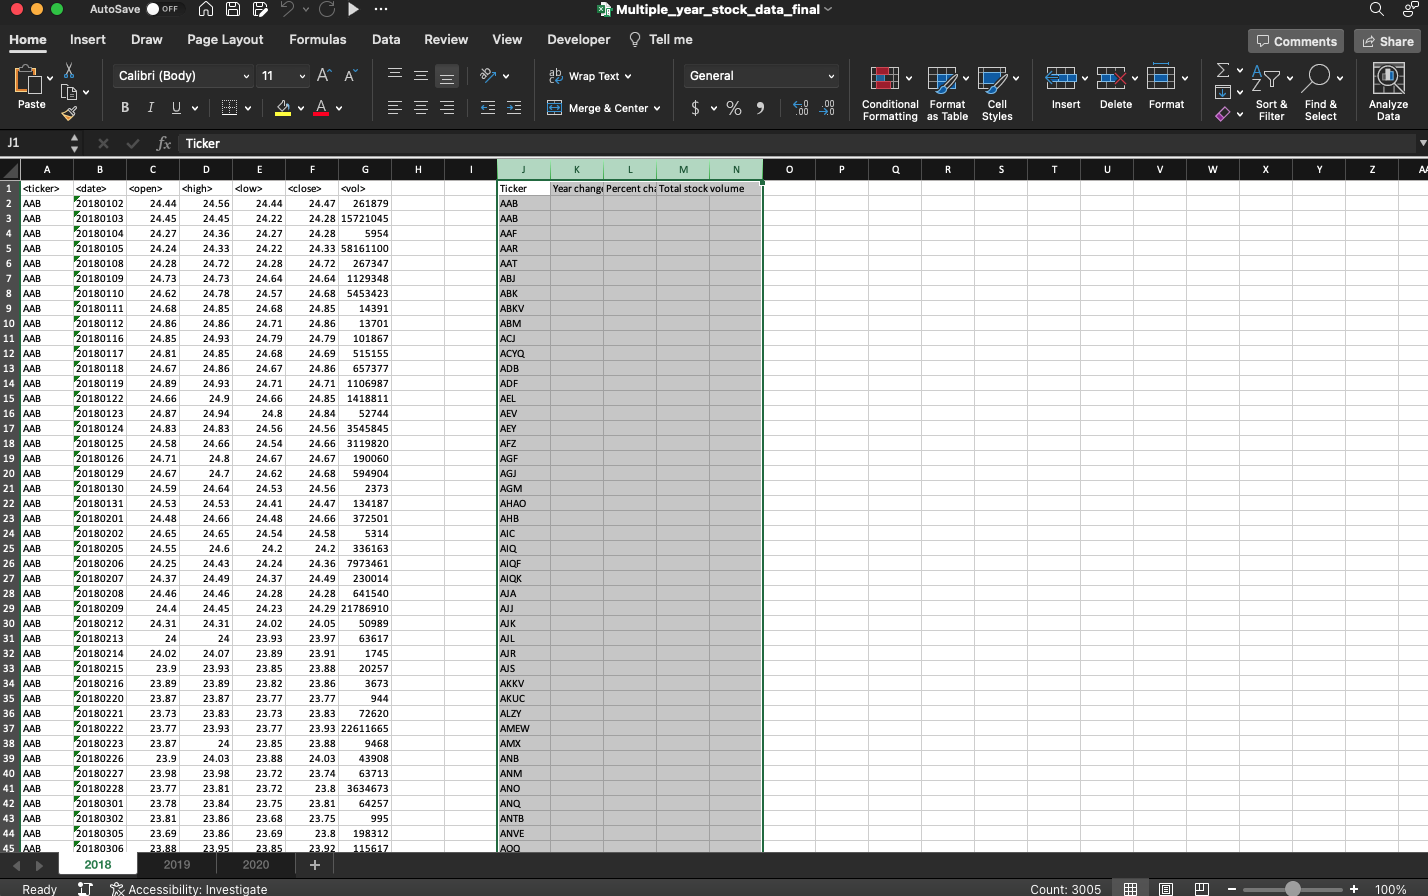 AutoSave OFF Multiple_year_stock_data_final
Home Insert Draw Page Layout Formulas Data Review View Developer Tell me Comments Share
Paste Calibri (Body) 11 A A Wrap Text General Conditional Formatting Format as Table Cell Styles Insert Delete Format Sort & Filter Find & Select Analyze Data
B I U A Merge & Center $ % 9
J1 fx Ticker
A B C D E F G H I J K L M N O P Q R S T U V W X Y Z
1 <ticker> <date> <open> <high> <low> <close> <vol> Ticker Year chang Percent cha Total stock volume
2 AAB 20180102 24.44 24.56 24.44 24.47 261879 AAB
3 AAB 20180103 24.45 24.45 24.22 24.28 15721045 AAB
4 AAB 20180104 24.27 24.36 24.27 24.28 5954 AAF
5 AAB 20180105 24.24 24.33 24.22 24.33 58161100 AAR
6 AAB 20180108 24.28 24.72 24.28 24.72 267347 AAT
7 AAB 20180109 24.73 24.73 24.64 24.64 1129348 ABJ
8 AAB 20180110 24.62 24.78 24.57 24.68 5453423 ABK
9 AAB 20180111 24.68 24.85 24.68 24.85 14391 ABKV
10 AAB 20180112 24.86 24.86 24.71 24.86 13701 ABM
11 AAB 20180116 24.85 24.93 24.79 24.79 101867 ACJ
12 AAB 20180117 24.81 24.85 24.68 24.69 515155 ACYQ
13 AAB 20180118 24.67 24.86 24.67 24.86 657377 ADB
14 AAB 20180119 24.89 24.93 24.71 24.71 1106987 ADF
15 AAB 20180122 24.66 24.9 24.66 24.85 1418811 AEL
16 AAB 20180123 24.87 24.94 24.8 24.84 52744 AEV
17 AAB 20180124 24.83 24.83 24.56 24.56 3545845 AEY
18 AAB 20180125 24.58 24.66 24.54 24.66 3119820 AFZ
19 AAB 20180126 24.71 24.8 24.67 24.67 190060 AGF
20 AAB 20180129 24.67 24.7 24.62 24.68 594904 AGJ
21 AAB 20180130 24.59 24.64 24.53 24.56 2373 AGM
22 AAB 20180131 24.53 24.53 24.41 24.47 134187 AHAO
23 AAB 20180201 24.48 24.66 24.48 24.66 372501 AHB
24 AAB 20180202 24.65 24.65 24.54 24.58 5314 AIC
25 AAB 20180205 24.55 24.6 24.2 24.2 336163 AIQ
26 AAB 20180206 24.25 24.43 24.24 24.36 7973461 AIQF
27 AAB 20180207 24.37 24.49 24.37 24.49 230014 AIQK
28 AAB 20180208 24.46 24.46 24.28 24.28 641540 AJA
29 AAB 20180209 24.4 24.45 24.23 24.29 21786910 AJJ
30 AAB 20180212 24.31 24.31 24.02 24.05 50989 AJK
31 AAB 20180213 24 24 23.93 23.97 63617 AJL
32 AAB 20180214 24.02 24.07 23.89 23.91 1745 AJR
33 AAB 20180215 23.9 23.93 23.85 23.88 20257 AJS
34 AAB 20180216 23.89 23.89 23.82 23.86 3673 AKKV
35 AAB 20180220 23.87 23.87 23.77 23.77 944 AKUC
36 AAB 20180221 23.73 23.83 23.73 23.83 72620 ALZY
37 AAB 20180222 23.77 23.93 23.77 23.93 22611665 AMEW
38 AAB 20180223 23.87 24 23.85 23.88 9468 AMX
39 AAB 20180226 23.9 24.03 23.88 24.03 43908 ANB
40 AAB 20180227 23.98 23.98 23.72 23.74 63713 ANM
41 AAB 20180228 23.77 23.81 23.72 23.8 3634673 ANO
42 AAB 20180301 23.78 23.84 23.75 23.81 64257 ANQ
43 AAB 20180302 23.81 23.86 23.68 23.75 995 ANTB
44 AAB 20180305 23.69 23.86 23.69 23.8 198312 ANVE
45 AAB 20180306 23.88 23.95 23.85 23.92 115617 AOQ
2018 2019 2020 +
Ready Accessibility: Investigate Count: 3005 100%